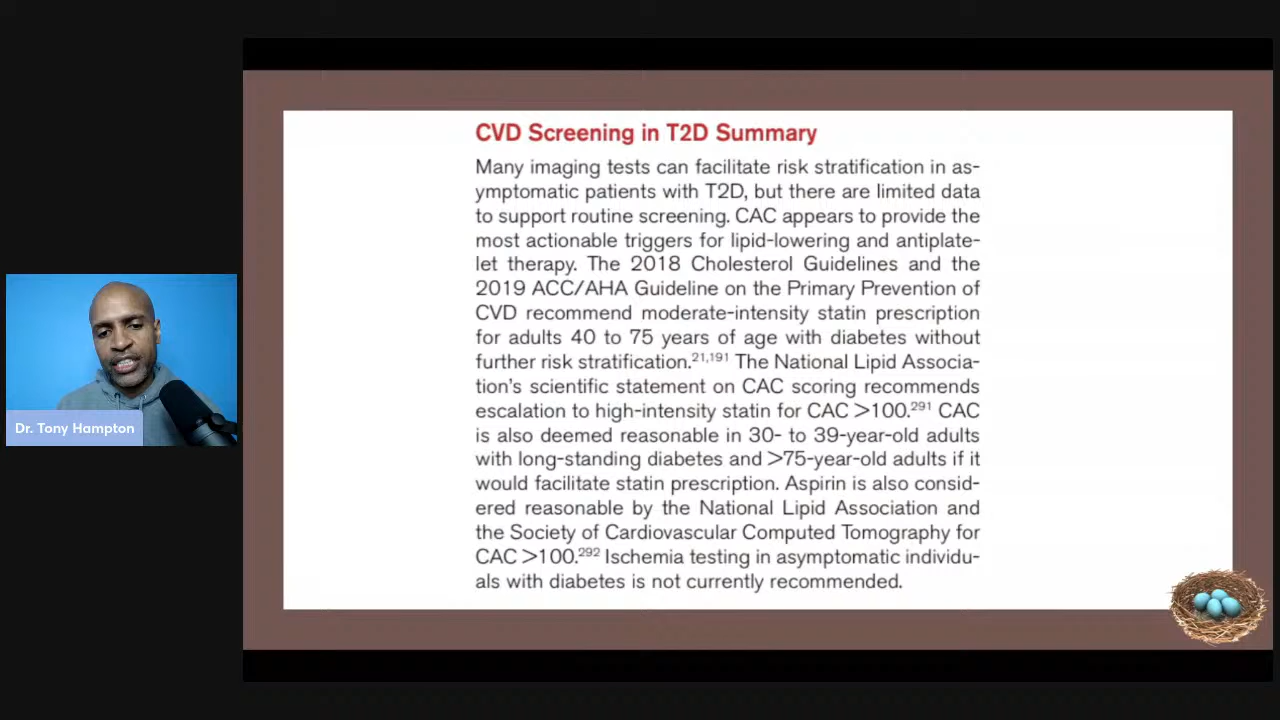 CVD Screening in T2D Summary
Many imaging tests can facilitate risk stratification in as-
ymptomatic patients with T2D, but there are limited data
to support routine screening. CAC appears to provide the
most actionable triggers for lipid-lowering and antiplate-
let therapy. The 2018 Cholesterol Guidelines and the
2019 ACC/AHA Guideline on the Primary Prevention of
CVD recommend moderate-intensity statin prescription
for adults 40 to 75 years of age with diabetes without
further risk stratification.21,191 The National Lipid Associa-
tion's scientific statement on CAC scoring recommends
escalation to high-intensity statin for CAC >100.291 CAC
is also deemed reasonable in 30- to 39-year-old adults
with long-standing diabetes and >75-year-old adults if it
would facilitate statin prescription. Aspirin is also consid-
ered reasonable by the National Lipid Association and
the Society of Cardiovascular Computed Tomography for
CAC >100.292 Ischemia testing in asymptomatic individu-
als with diabetes is not currently recommended.
Dr. Tony Hampton